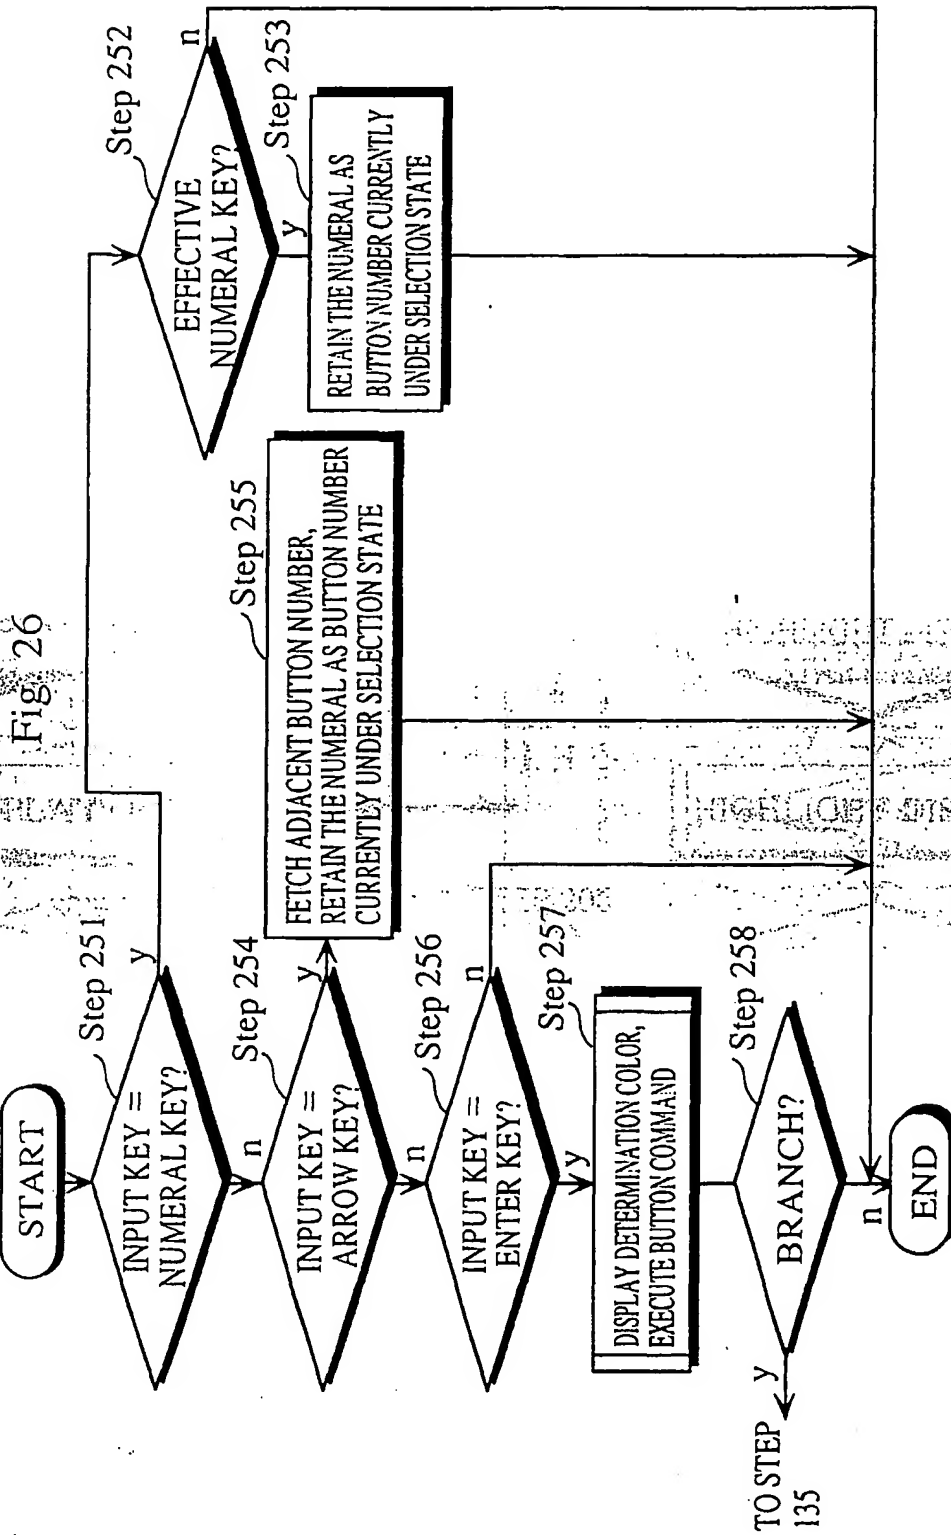 Fig 26
START
Step 251
INPUT KEY =
NUMERAL KEY?
y
n
Step 252
EFFECTIVE
NUMERAL KEY?
n
y
Step 253
RETAIN THE NUMERAL AS
BUTTON NUMBER CURRENTLY
UNDER SELECTION STATE
Step 254
INPUT KEY =
ARROW KEY?
y
n
Step 255
FETCH ADJACENT BUTTON NUMBER,
RETAIN THE NUMERAL AS BUTTON NUMBER
CURRENTLY UNDER SELECTION STATE
Step 256
INPUT KEY =
ENTER KEY?
n
y
Step 257
DISPLAY DETERMINATION COLOR,
EXECUTE BUTTON COMMAND
Step 258
BRANCH?
y
TO STEP
135
n
END